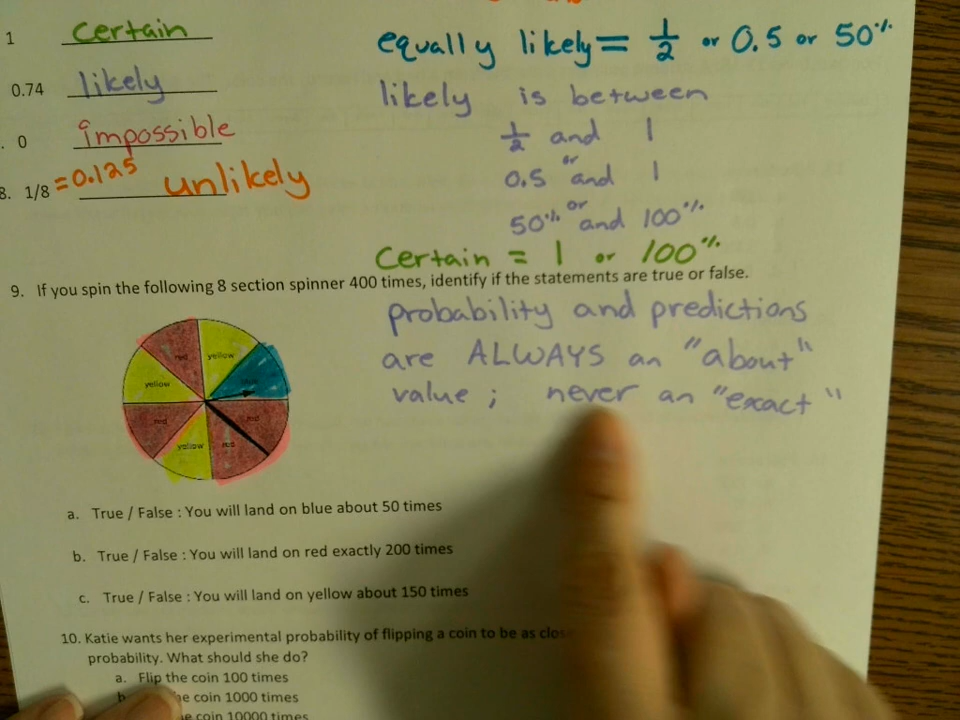 1 certain
equally likely = 1/2 or 0.5 or 50%
0.74 likely
likely is between
1/2 and 1
. 0 impossible
or
0.5 and 1
8. 1/8 = 0.125 unlikely
or
50% and 100%
Certain = 1 or 100%
9. If you spin the following 8 section spinner 400 times, identify if the statements are true or false.
probability and predictions
are ALWAYS an "about"
value ; never an "exact"
red
yellow
yellow
blue
red
red
yellow
red
a. True / False : You will land on blue about 50 times
b. True / False : You will land on red exactly 200 times
c. True / False : You will land on yellow about 150 times
10. Katie wants her experimental probability of flipping a coin to be as
probability. What should she do?
a. Flip the coin 100 times
b. coin 1000 times
coin 10000 times